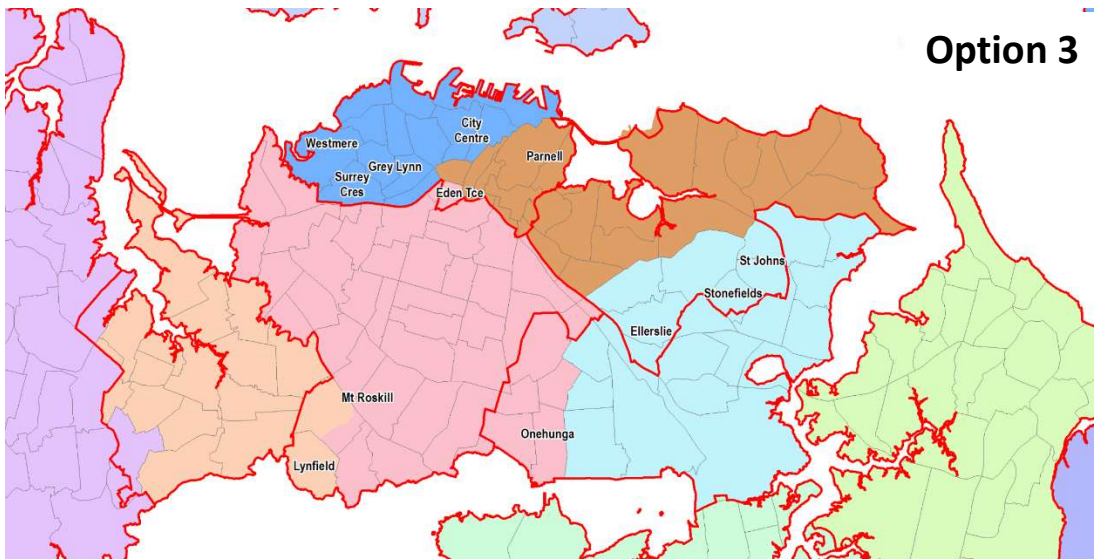 Option 3
City
Centre
Westmere
Parnell
Grey Lynn
Surrey
Cres
Eden Tce
St Johns
Stonefields
Ellerslie
Mt Roskill
Onehunga
Lynfield